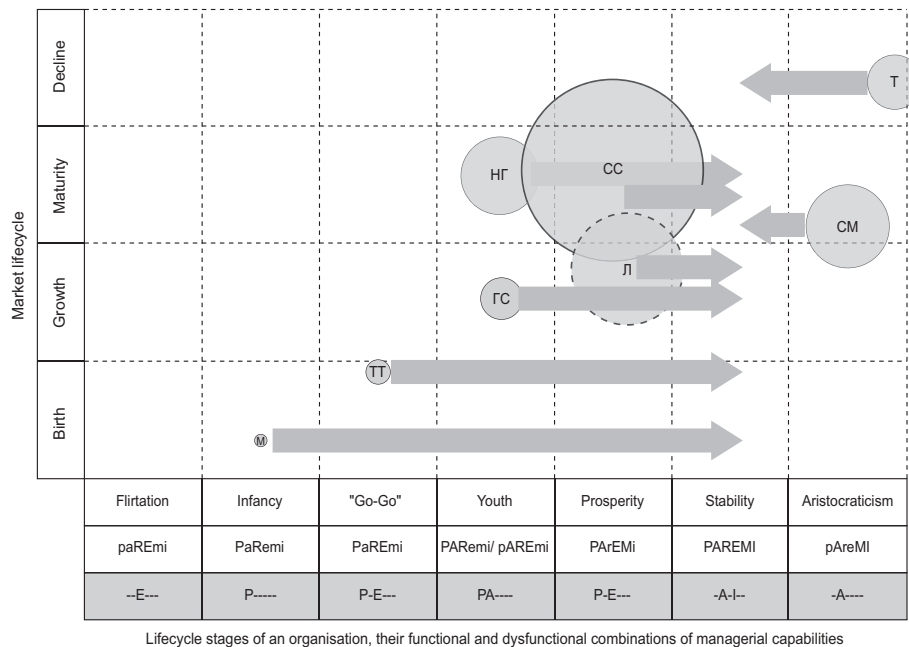 Market lifecycle
Decline
Maturity
Growth
Birth
Т
НГ
СС
СМ
Л
ГС
ТТ
М
Flirtation
Infancy
"Go-Go"
Youth
Prosperity
Stability
Aristocraticism
paREmi
PaRemi
PaREmi
PARemi/ pAREmi
PArEMi
PAREMI
pAreMI
--E---
P-----
P-E---
PA----
P-E---
-A-I--
-A----
Lifecycle stages of an organisation, their functional and dysfunctional combinations of managerial capabilities